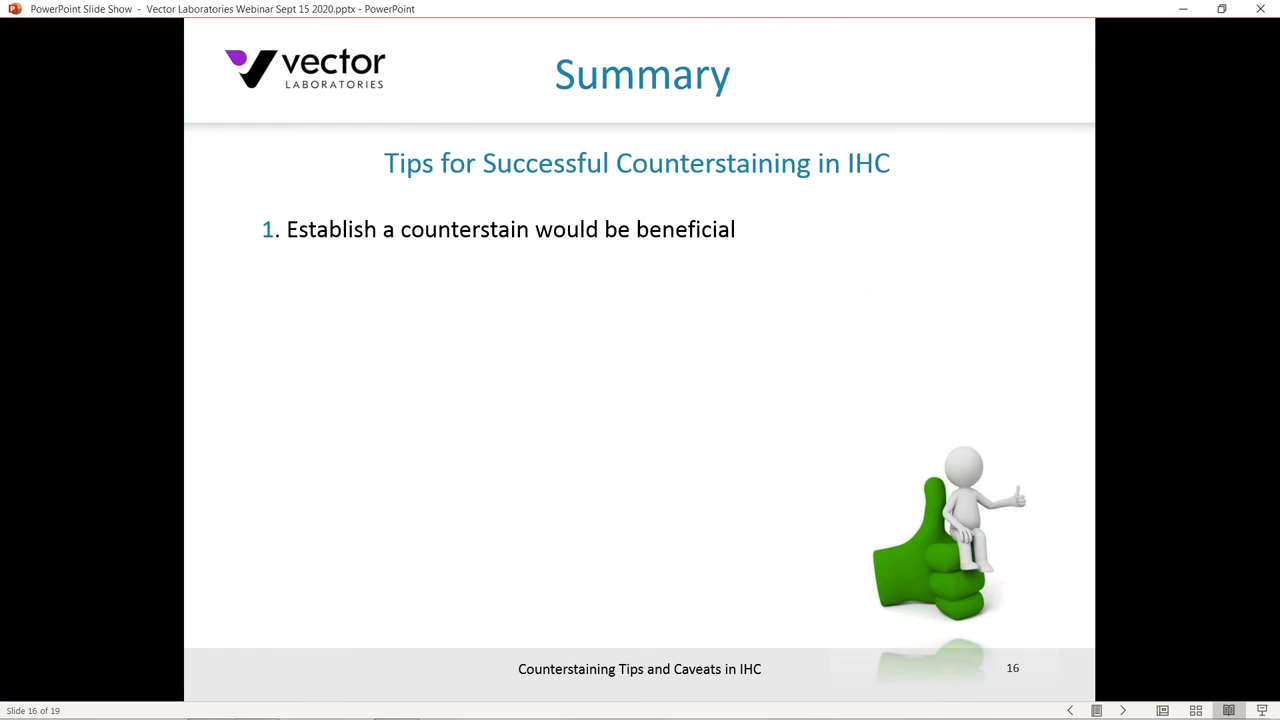 PowerPoint Slide Show - Vector Laboratories Webinar Sept 15 2020.pptx - PowerPoint
vector
LABORATORIES
Summary
Tips for Successful Counterstaining in IHC
1. Establish a counterstain would be beneficial
Counterstaining Tips and Caveats in IHC
16
Slide 16 of 19